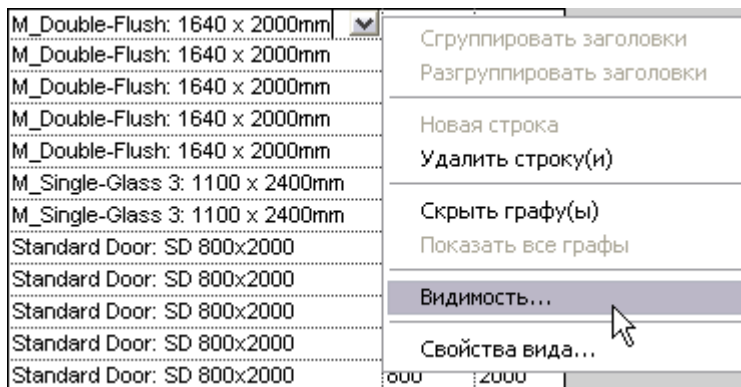 M_Double-Flush: 1640 x 2000mm
M_Double-Flush: 1640 x 2000mm
M_Double-Flush: 1640 x 2000mm
M_Double-Flush: 1640 x 2000mm
M_Double-Flush: 1640 x 2000mm
M_Single-Glass 3: 1100 x 2400mm
M_Single-Glass 3: 1100 x 2400mm
Standard Door: SD 800x2000
Standard Door: SD 800x2000
Standard Door: SD 800x2000
Standard Door: SD 800x2000
Standard Door: SD 800x2000 800 2000
Сгруппировать заголовки
Разгруппировать заголовки
Новая строка
Удалить строку(и)
Скрыть графу(ы)
Показать все графы
Видимость...
Свойства вида...